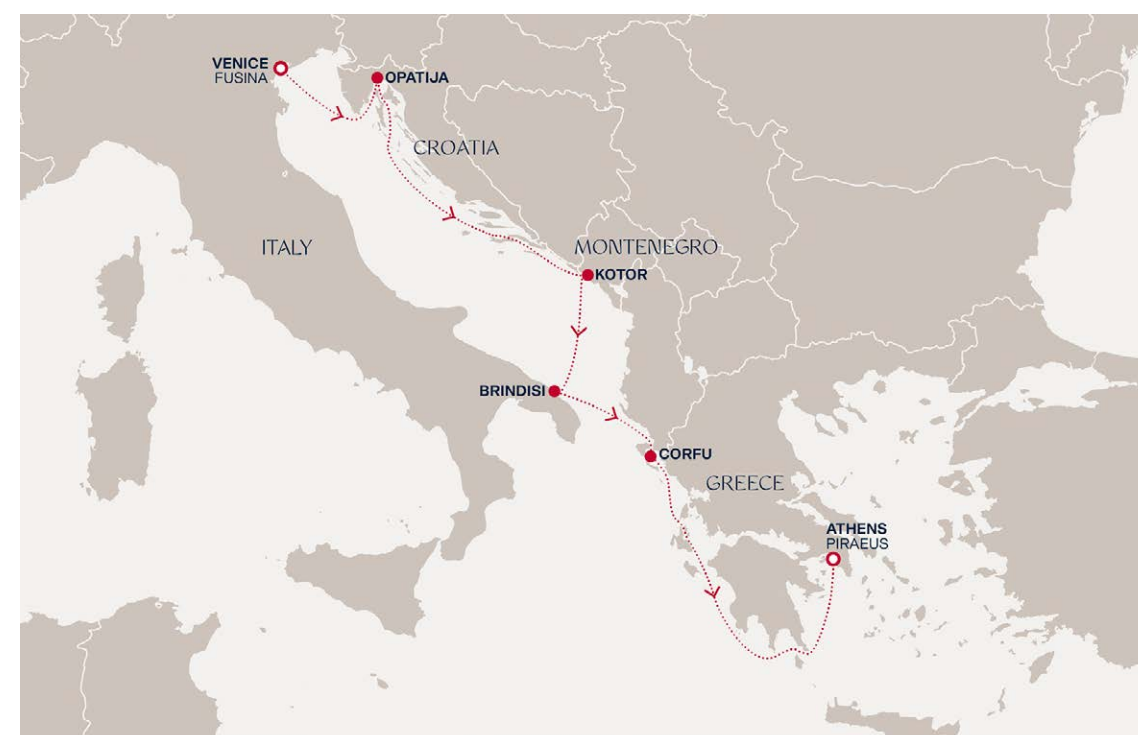 VENICE
FUSINA
OPATIJA
CROATIA
ITALY
MONTENEGRO
KOTOR
BRINDISI
CORFU
GREECE
ATHENS
PIRAEUS